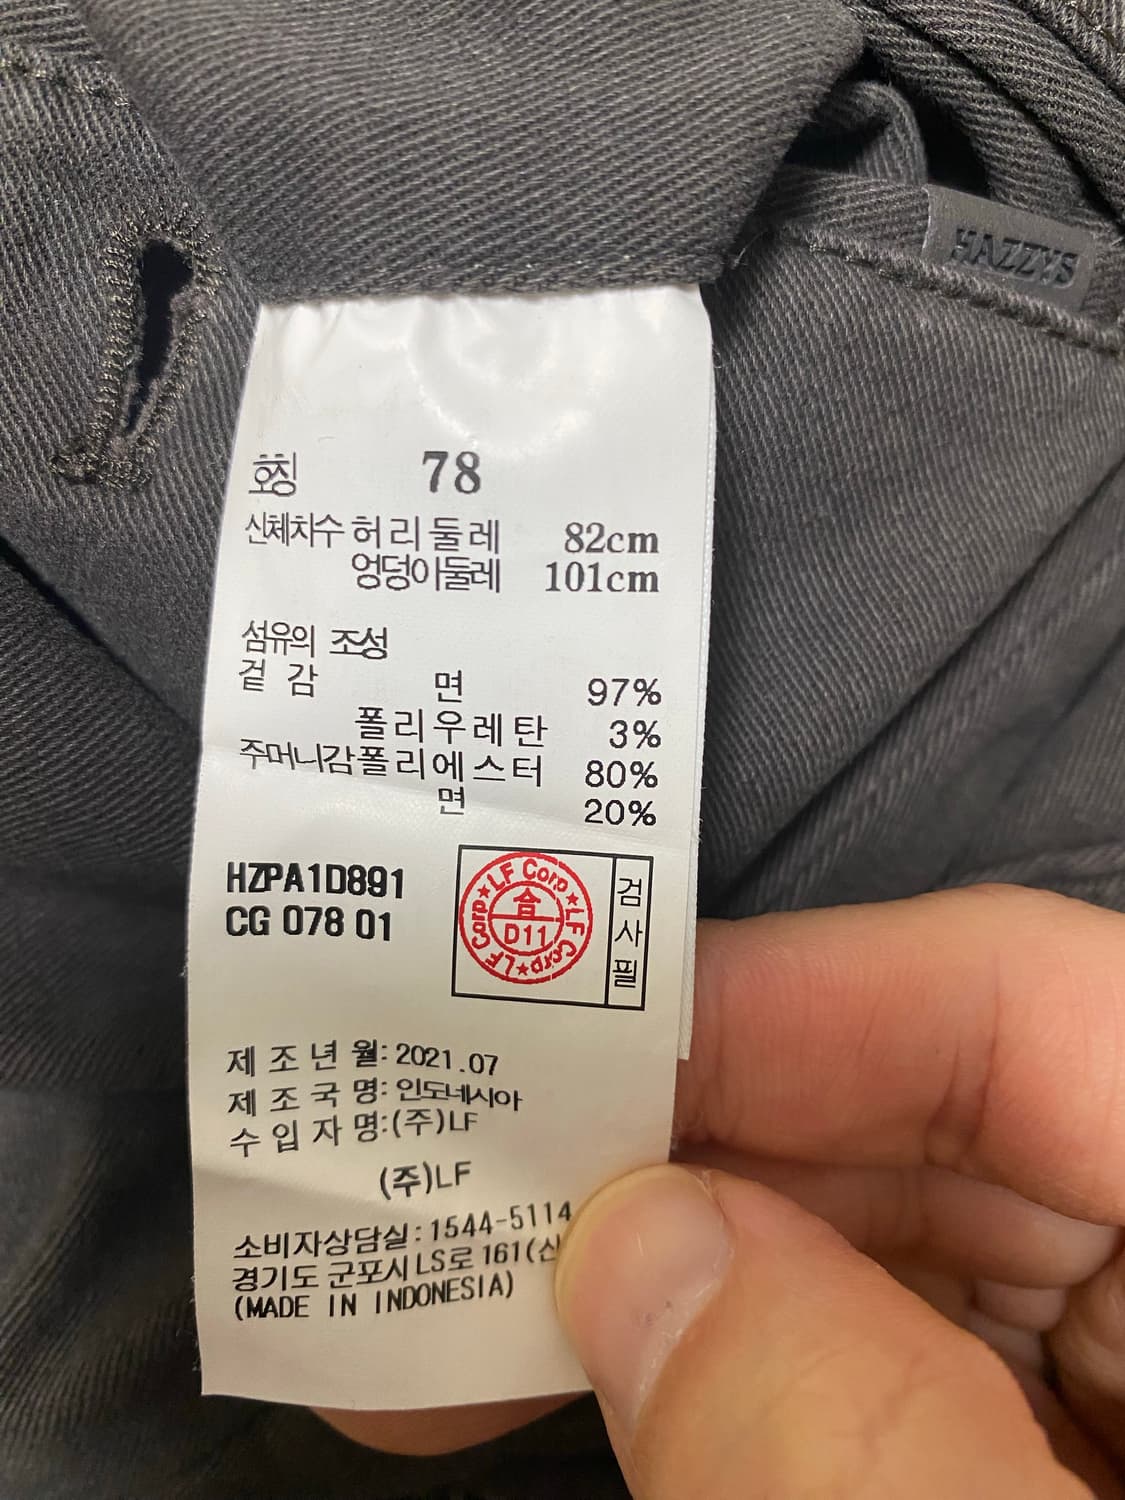 HAZZYS
호칭 78
신체치수 허리둘레 82cm
엉덩이둘레 101cm
섬유의 조성
겉감 면 97%
폴리우레탄 3%
주머니감 폴리에스터 80%
면 20%
HZPA1D891
CG 078 01
LF Corp★LF Corp★LF Corp★
合
D11
검사필
제조년월: 2021.07
제조국명: 인도네시아
수입자명:(주)LF
(주)LF
소비자상담실:1544-5114
경기도 군포시 LS로 161(산
(MADE IN INDONESIA)